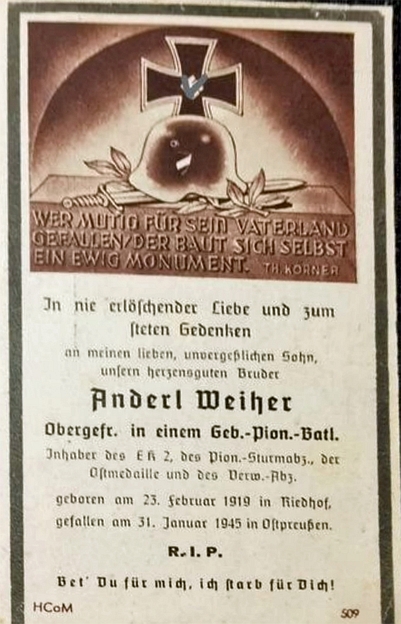 WER MUTIG FÜR SEIN VATERLAND
GEFALLEN/DER BAUT SICH SELBST
EIN EWIG MONUMENT. TH. KÖRNER
In nie erlöschender Liebe und zum
steten Gedenken
an meinen lieben, unvergeßlichen Sohn,
unsern herzensguten Bruder
Anderl Weiher
Obergefr. in einem Geb.-Pion.-Batl.
Inhaber des EK 2, des Pion.-Sturmabz., der
Ostmedaille und des Verw.-Abz.
geboren am 23. Februar 1919 in Riedhof,
gefallen am 31. Januar 1945 in Ostpreußen.
R. I. P.
Bet' Du für mich, ich starb für Dich!
HCaM 509